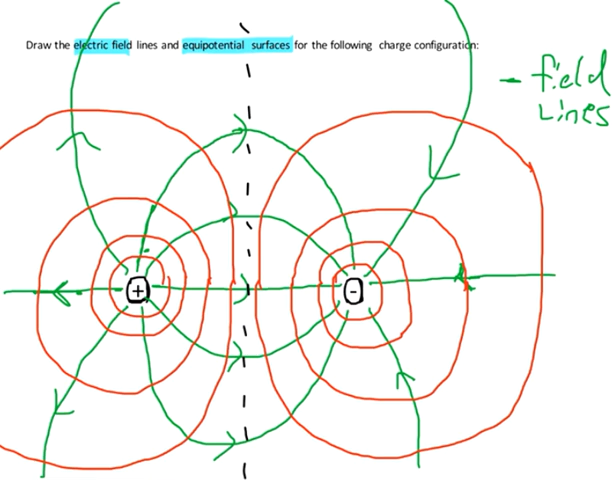 Draw the electric field lines and equipotential surfaces for the following charge configuration:
- field
Lines
+
-